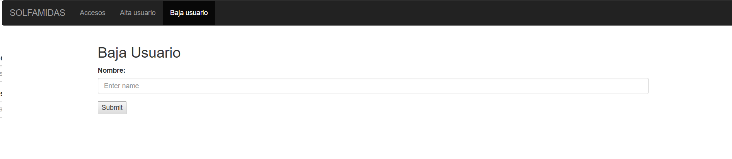 SOLFAMIDAS Accesos Alta usuario Baja usuario
Baja Usuario
Nombre:
Enter name
Submit